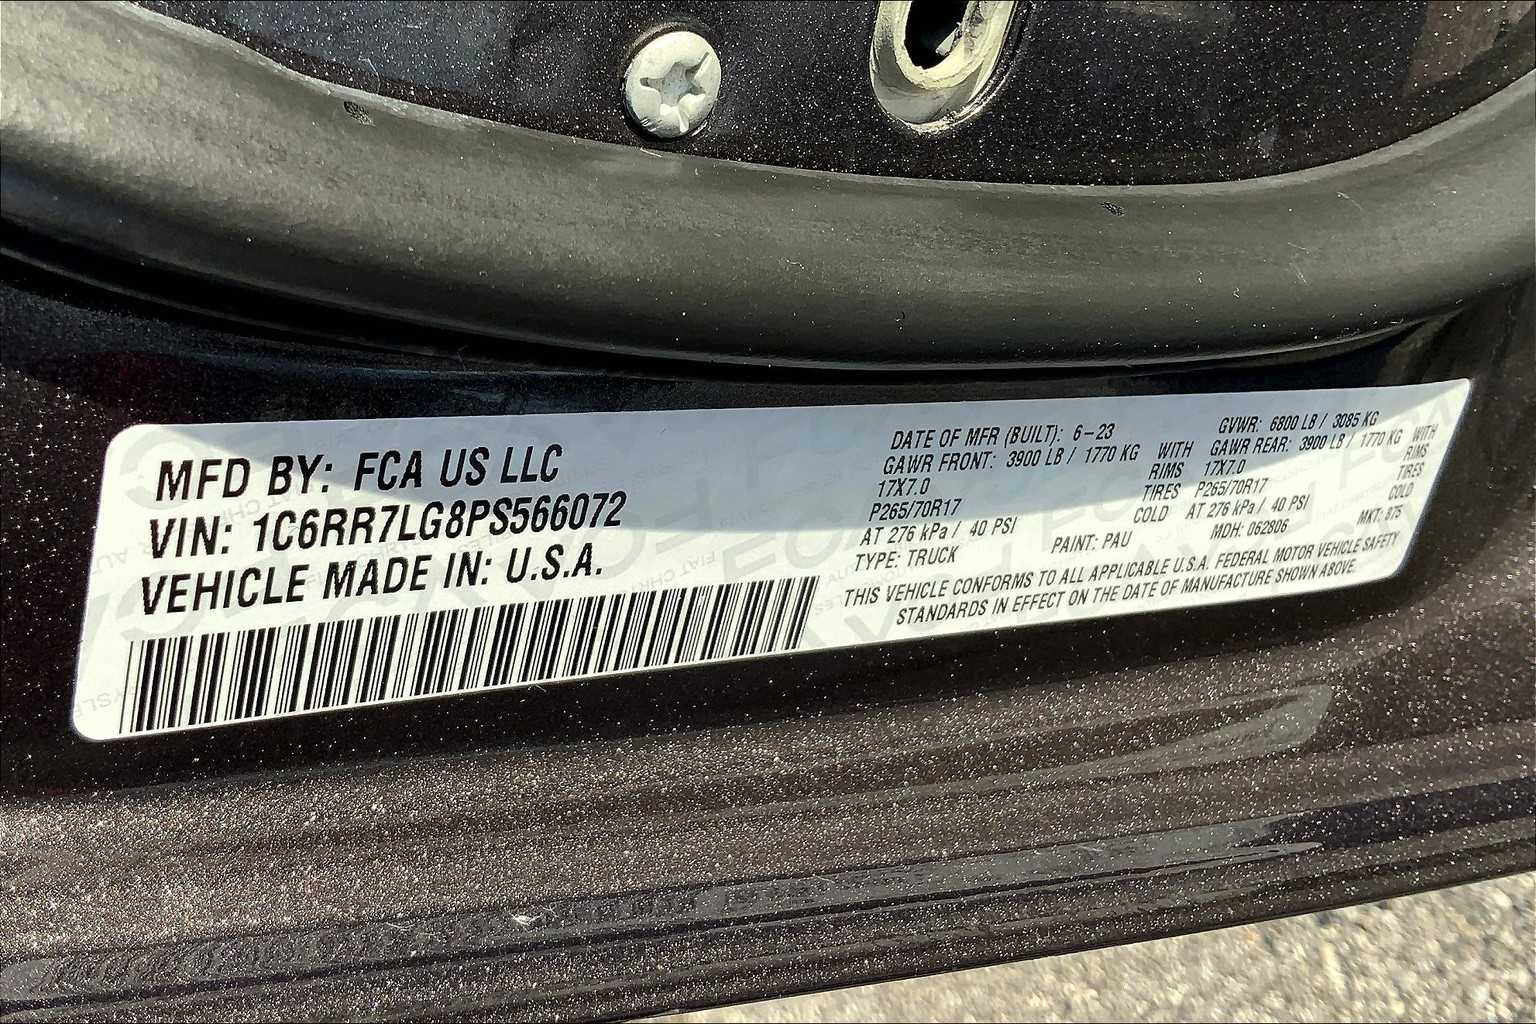 MFD BY: FCA US LLC
VIN: 1C6RR7LG8PS566072
VEHICLE MADE IN: U.S.A.
DATE OF MFR (BUILT): 6-23 GVWR: 6800 LB / 3085 KG
GAWR FRONT: 3900 LB / 1770 KG WITH GAWR REAR: 3900 LB / 1770 KG WITH
17X7.0 RIMS 17X7.0 RIMS
P265/70R17 TIRES P265/70R17 TIRES
AT 276 kPa / 40 PSI COLD AT 276 kPa / 40 PSI COLD
TYPE: TRUCK PAINT: PAU MDH: 062806 MKT: 875
THIS VEHICLE CONFORMS TO ALL APPLICABLE U.S.A. FEDERAL MOTOR VEHICLE SAFETY
STANDARDS IN EFFECT ON THE DATE OF MANUFACTURE SHOWN ABOVE.